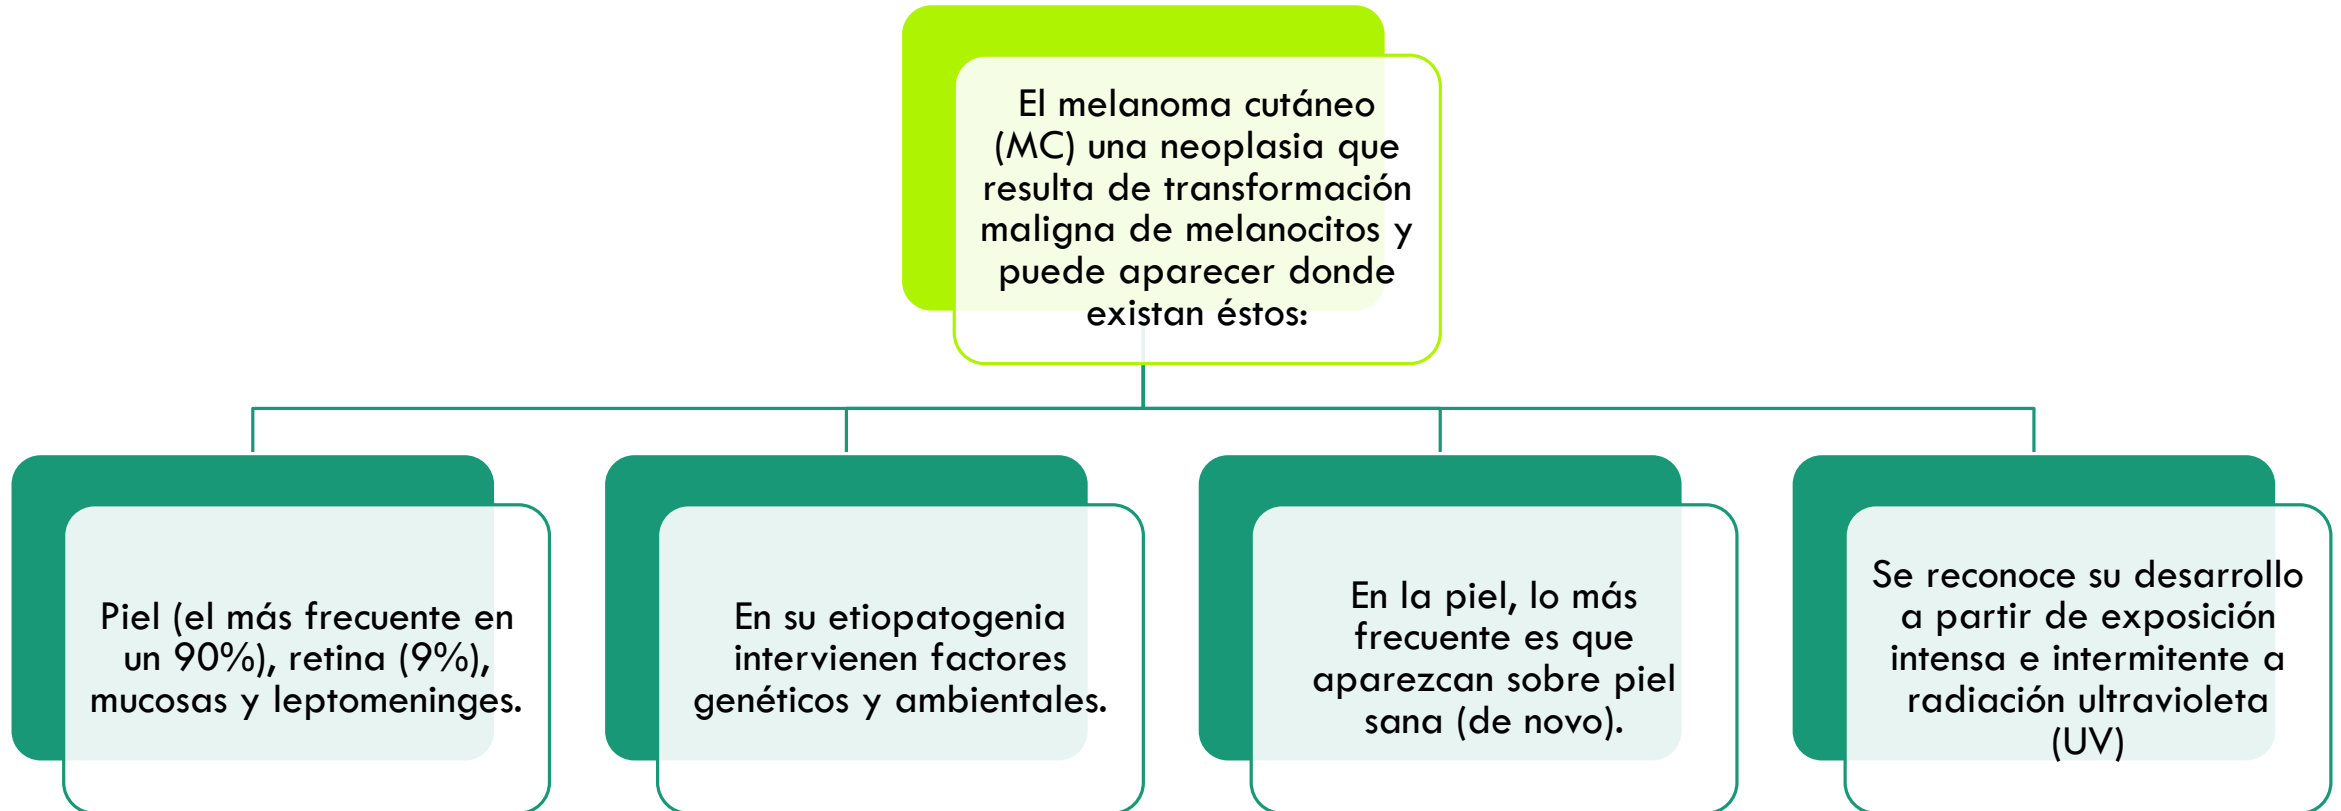 El melanoma cutáneo
(MC) una neoplasia que
resulta de transformación
maligna de melanocitos y
puede aparecer donde
existan éstos:
Piel (el más frecuente en
un 90%), retina (9%),
mucosas y leptomeninges.
En su etiopatogenia
intervienen factores
genéticos y ambientales.
En la piel, lo más
frecuente es que
aparezcan sobre piel
sana (de novo).
Se reconoce su desarrollo
a partir de exposición
intensa e intermitente a
radiación ultravioleta
(UV)